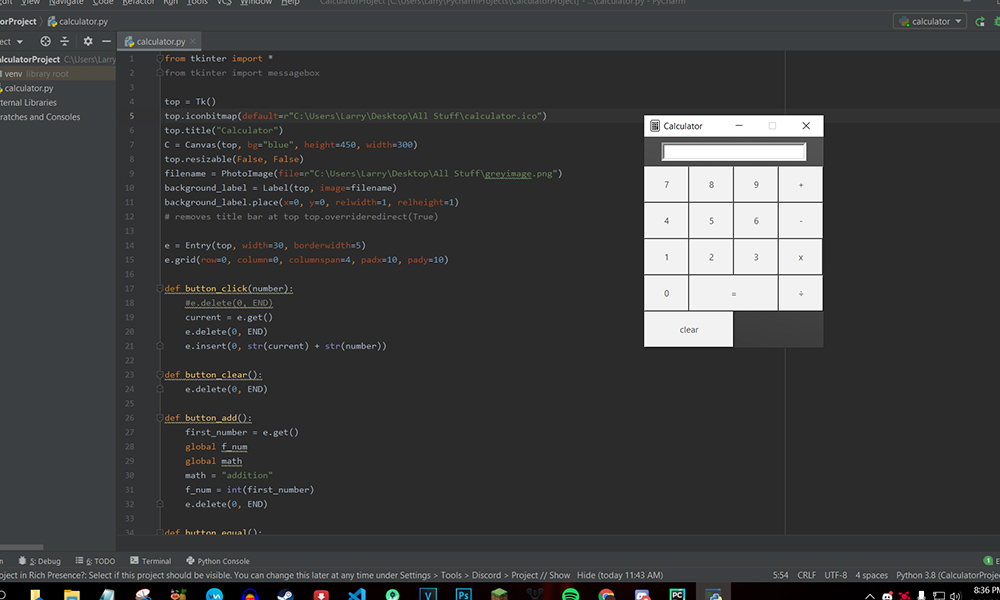 Edit View Navigate Code Refactor Run Tools VCS Window Help CalculatorProject [C:\Users\Larry\PycharmProjects\CalculatorProject] - ...\calculator.py - PyCharm
orProject calculator.py calculator
ect calculator.py
alculatorProject C:\Users\Larry
venv library root
calculator.py
ternal Libraries
ratches and Consoles
1 from tkinter import *
2 from tkinter import messagebox
3
4 top = Tk()
5 top.iconbitmap(default=r"C:\Users\Larry\Desktop\All Stuff\calculator.ico")
6 top.title("Calculator")
7 C = Canvas(top, bg="blue", height=450, width=300)
8 top.resizable(False, False)
9 filename = PhotoImage(file=r"C:\Users\Larry\Desktop\All Stuff\greyimage.png")
10 background_label = Label(top, image=filename)
11 background_label.place(x=0, y=0, relwidth=1, relheight=1)
12 # removes title bar at top top.overrideredirect(True)
13
14 e = Entry(top, width=30, borderwidth=5)
15 e.grid(row=0, column=0, columnspan=4, padx=10, pady=10)
16
17 def button_click(number):
18 #e.delete(0, END)
19 current = e.get()
20 e.delete(0, END)
21 e.insert(0, str(current) + str(number))
22
23 def button_clear():
24 e.delete(0, END)
25
26 def button_add():
27 first_number = e.get()
28 global f_num
29 global math
30 math = "addition"
31 f_num = int(first_number)
32 e.delete(0, END)
33
34 def button_equal():
Calculator
7 8 9 +
4 5 6 -
1 2 3 x
0 = ÷
clear
5: Debug 6: TODO Terminal Python Console 1 E
oject in Rich Presence?: Select if this project should be visible. You can change this later at any time under Settings > Tools > Discord > Project // Show Hide (today 11:43 AM) 5:54 CRLF UTF-8 4 spaces Python 3.8 (CalculatorProje
8:36 PM